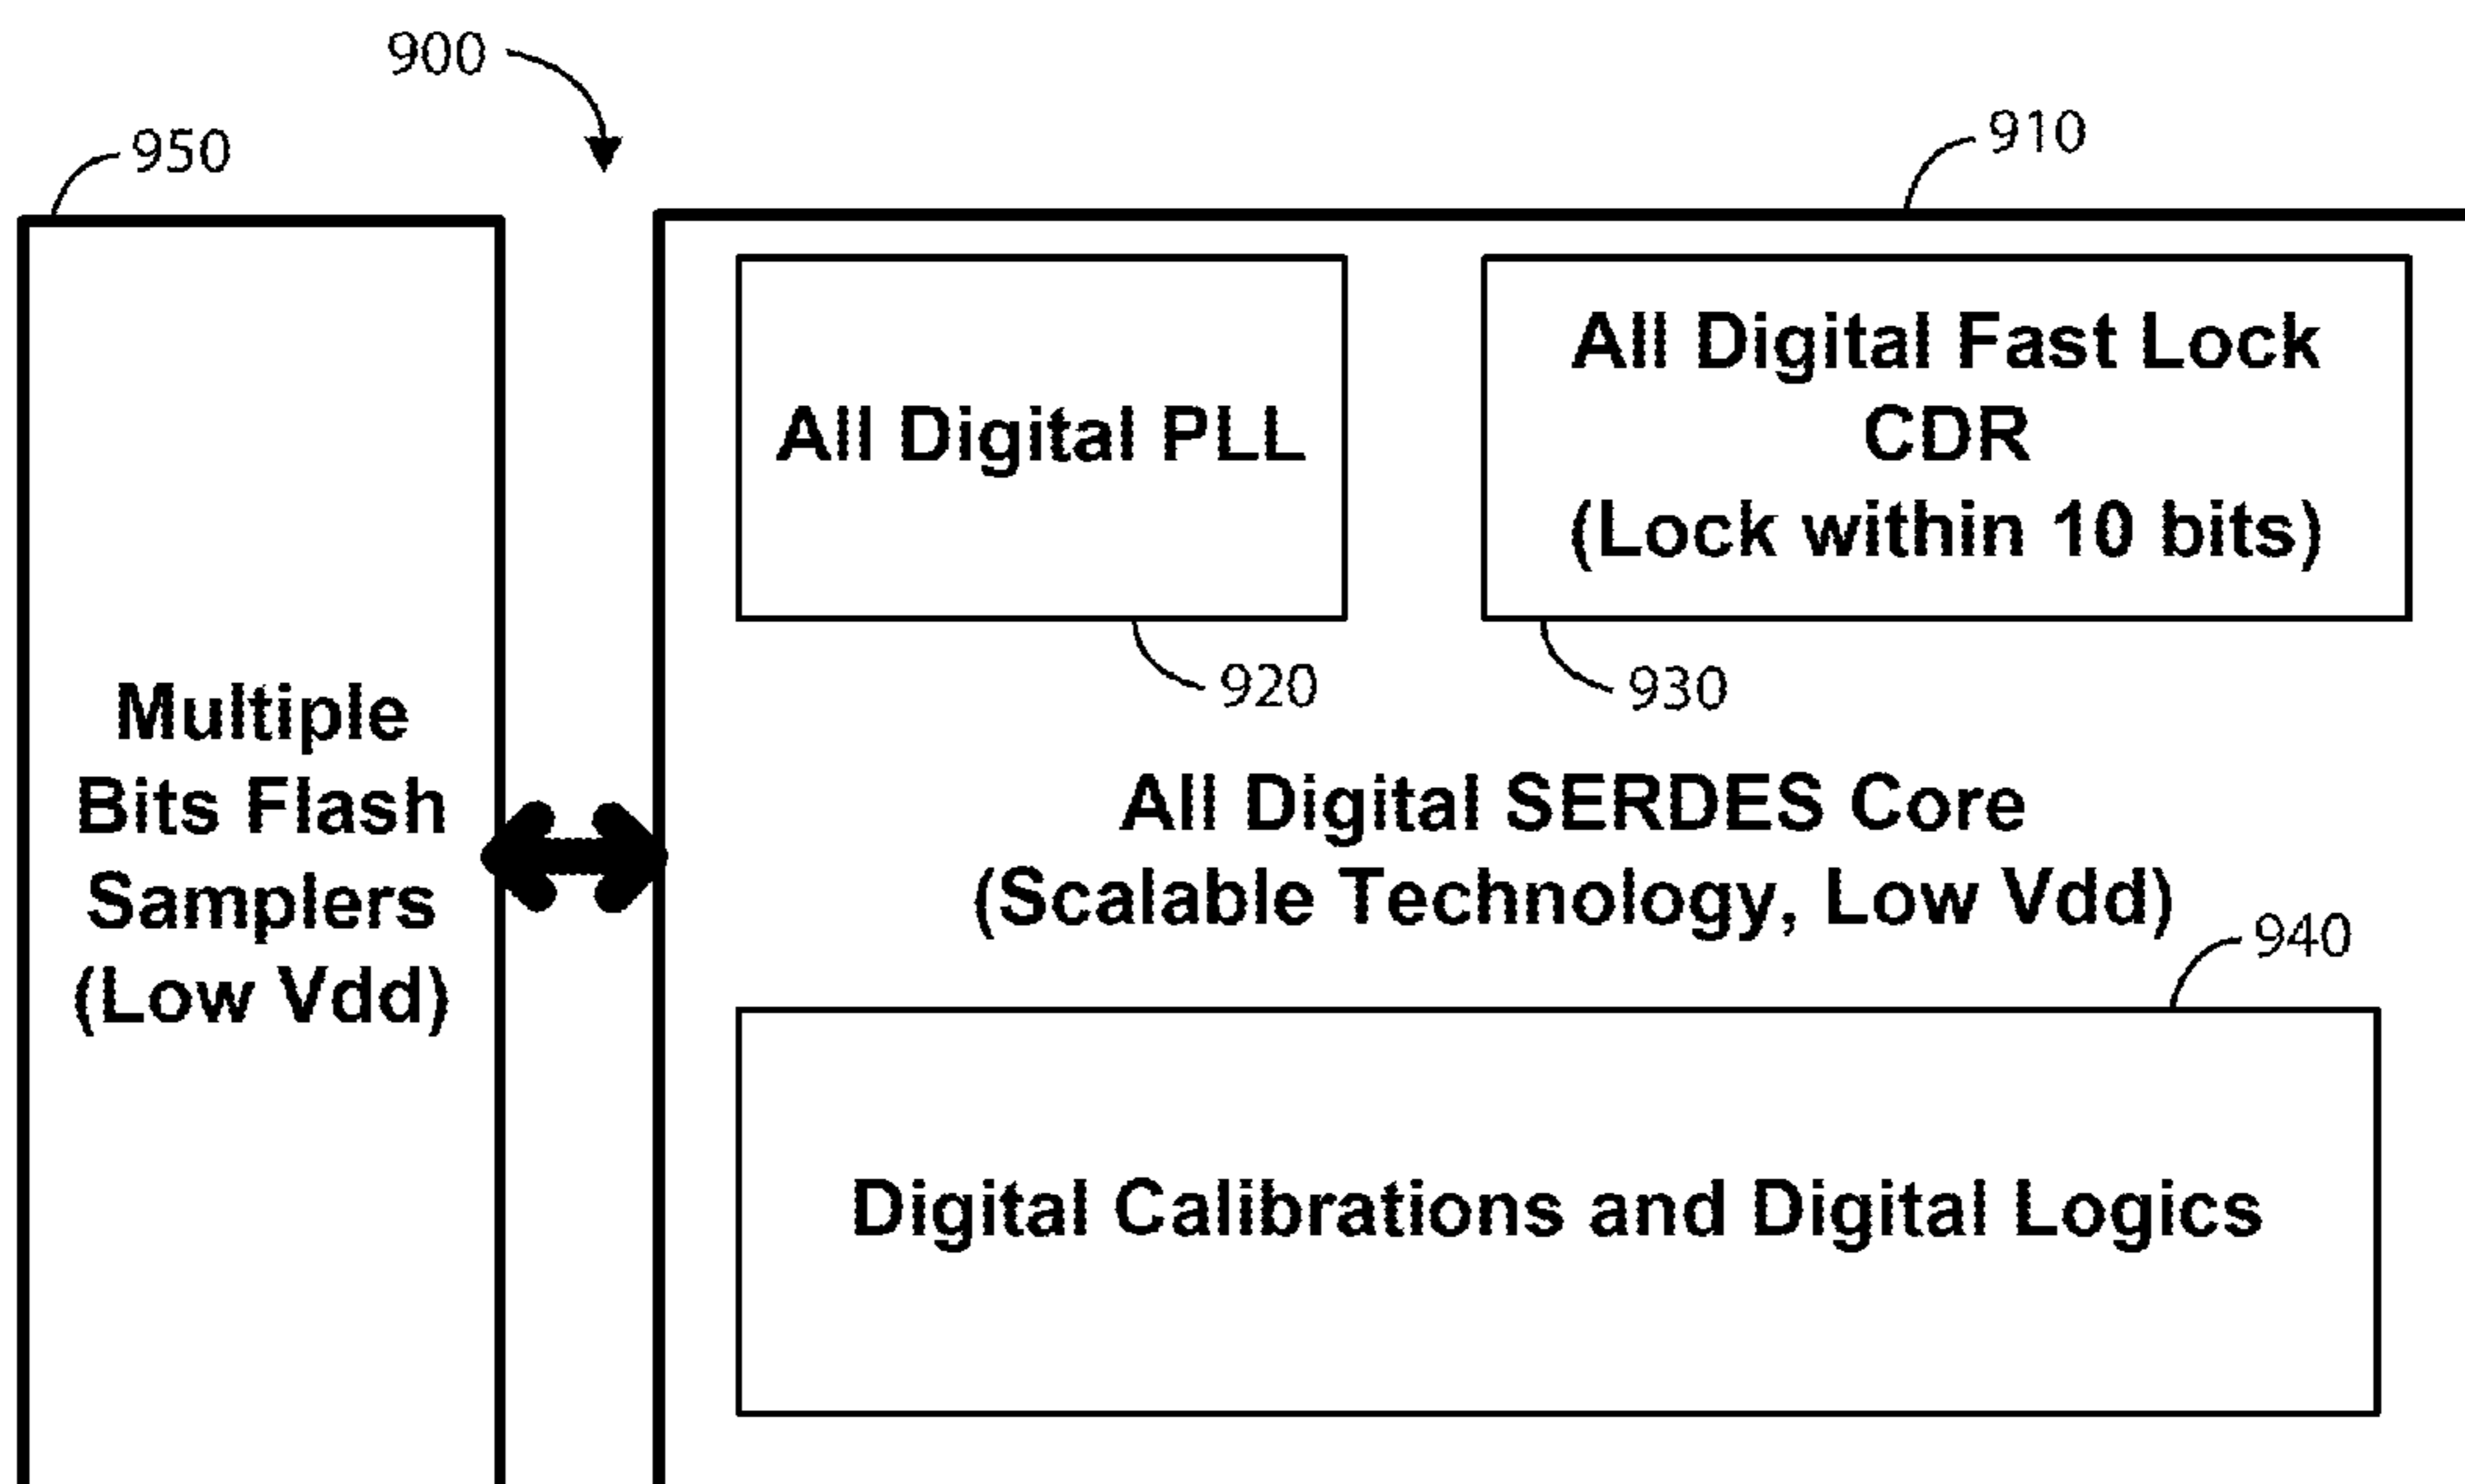 900
950
910
All Digital PLL
All Digital Fast Lock
CDR
(Lock within 10 bits)
920
930
Multiple
Bits Flash
Samplers
(Low Vdd)
All Digital SERDES Core
(Scalable Technology, Low Vdd)
940
Digital Calibrations and Digital Logics